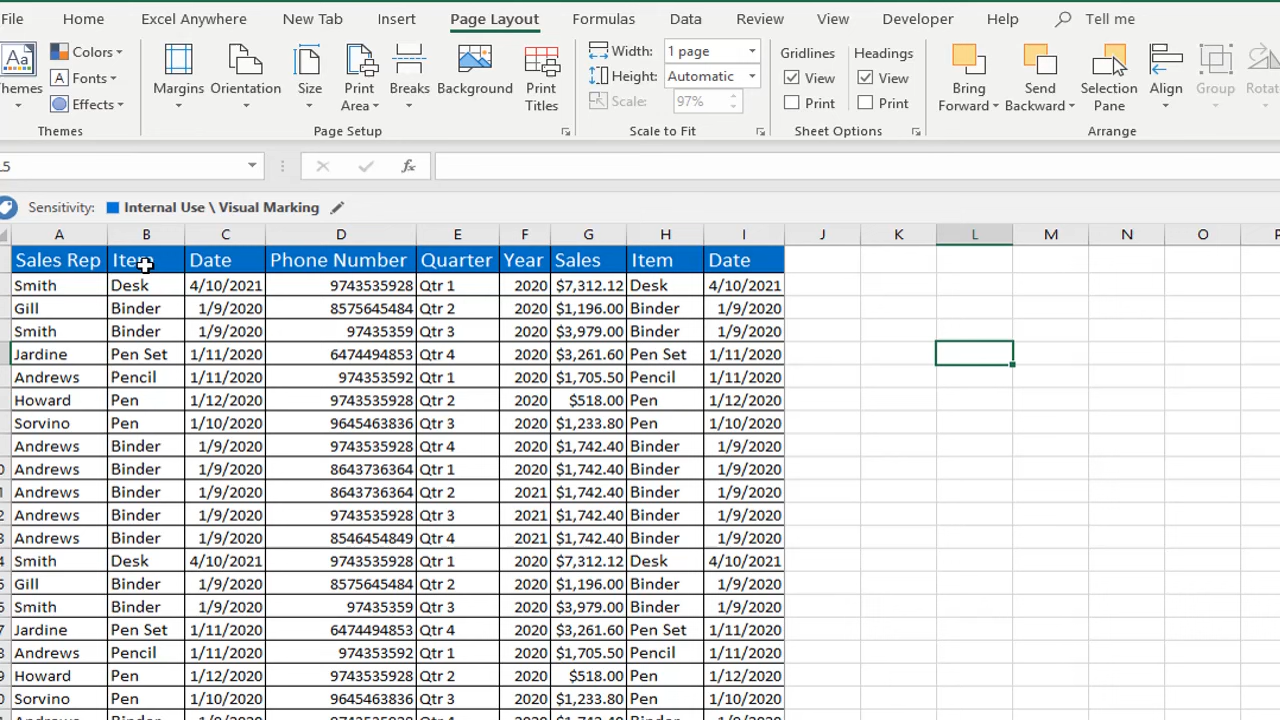 File Home Excel Anywhere New Tab Insert Page Layout Formulas Data Review View Developer Help Tell me
Aa Colors Width: 1 page Gridlines Headings
Fonts Height: Automatic View View
Themes Effects Margins Orientation Size Print Area Breaks Background Print Titles Scale: 97% Print Print Bring Forward Send Backward Selection Pane Align Group
Themes Page Setup Scale to Fit Sheet Options Arrange
L5 fx
Sensitivity: Internal Use \ Visual Marking
A B C D E F G H I J K L M N O P
Sales Rep Item Date Phone Number Quarter Year Sales Item Date
Smith Desk 4/10/2021 9743535928 Qtr 1 2020 $7,312.12 Desk 4/10/2021
Gill Binder 1/9/2020 8575645484 Qtr 2 2020 $1,196.00 Binder 1/9/2020
Smith Binder 1/9/2020 97435359 Qtr 3 2020 $3,979.00 Binder 1/9/2020
Jardine Pen Set 1/11/2020 6474494853 Qtr 4 2020 $3,261.60 Pen Set 1/11/2020
Andrews Pencil 1/11/2020 974353592 Qtr 1 2020 $1,705.50 Pencil 1/11/2020
Howard Pen 1/12/2020 9743535928 Qtr 2 2020 $518.00 Pen 1/12/2020
Sorvino Pen 1/10/2020 9645463836 Qtr 3 2020 $1,233.80 Pen 1/10/2020
Andrews Binder 1/9/2020 9743535928 Qtr 4 2020 $1,742.40 Binder 1/9/2020
Andrews Binder 1/9/2020 8643736364 Qtr 1 2020 $1,742.40 Binder 1/9/2020
Andrews Binder 1/9/2020 8643736364 Qtr 2 2021 $1,742.40 Binder 1/9/2020
Andrews Binder 1/9/2020 9743535928 Qtr 3 2021 $1,742.40 Binder 1/9/2020
Andrews Binder 1/9/2020 8546454849 Qtr 4 2021 $1,742.40 Binder 1/9/2020
Smith Desk 4/10/2021 9743535928 Qtr 1 2020 $7,312.12 Desk 4/10/2021
Gill Binder 1/9/2020 8575645484 Qtr 2 2020 $1,196.00 Binder 1/9/2020
Smith Binder 1/9/2020 97435359 Qtr 3 2020 $3,979.00 Binder 1/9/2020
Jardine Pen Set 1/11/2020 6474494853 Qtr 4 2020 $3,261.60 Pen Set 1/11/2020
Andrews Pencil 1/11/2020 974353592 Qtr 1 2020 $1,705.50 Pencil 1/11/2020
Howard Pen 1/12/2020 9743535928 Qtr 2 2020 $518.00 Pen 1/12/2020
Sorvino Pen 1/10/2020 9645463836 Qtr 3 2020 $1,233.80 Pen 1/10/2020